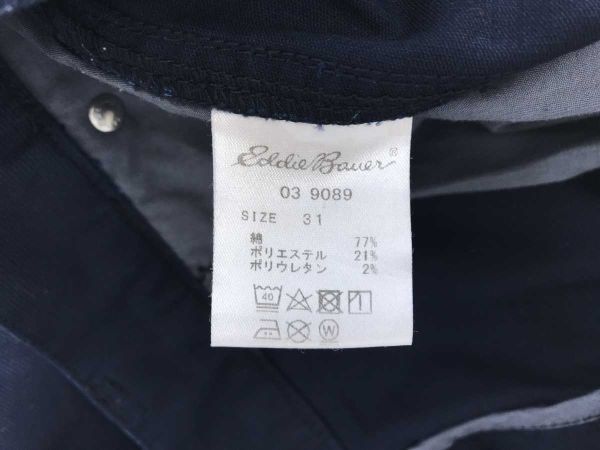 Eddie Bauer®
03 9089
SIZE 31
綿 77%
ポリエステル 21%
ポリウレタン 2%
40
W